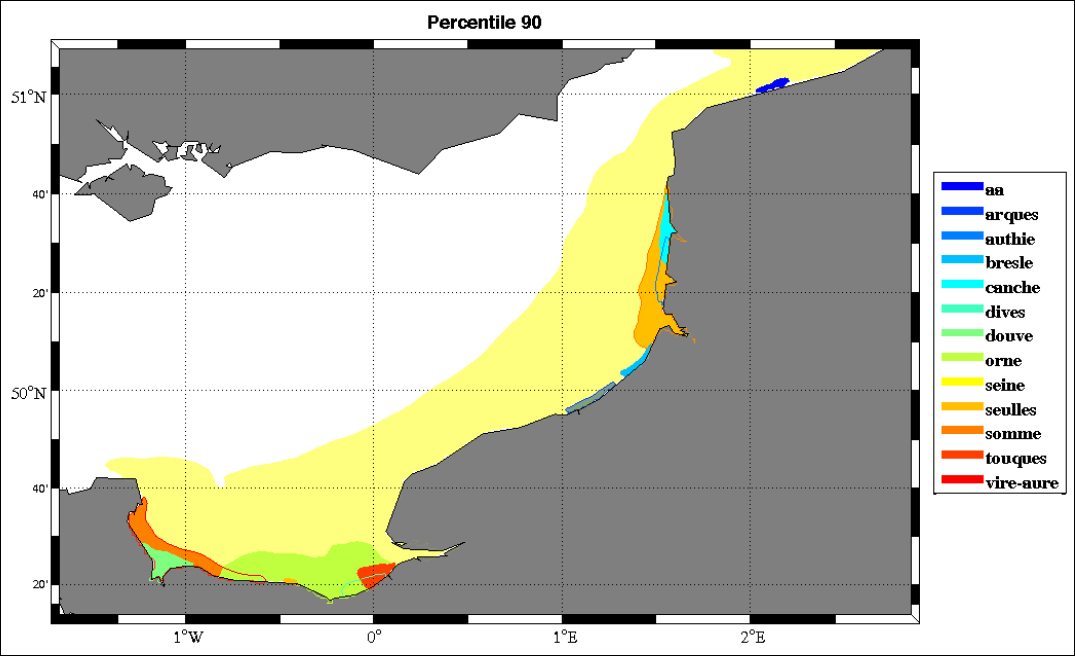 Percentile 90
51°N
40'
20'
50°N
40'
20'
1°W
0°
1°E
2°E
aa
arques
authie
bresle
canche
dives
douve
orne
seine
seulles
somme
touques
vire-aure